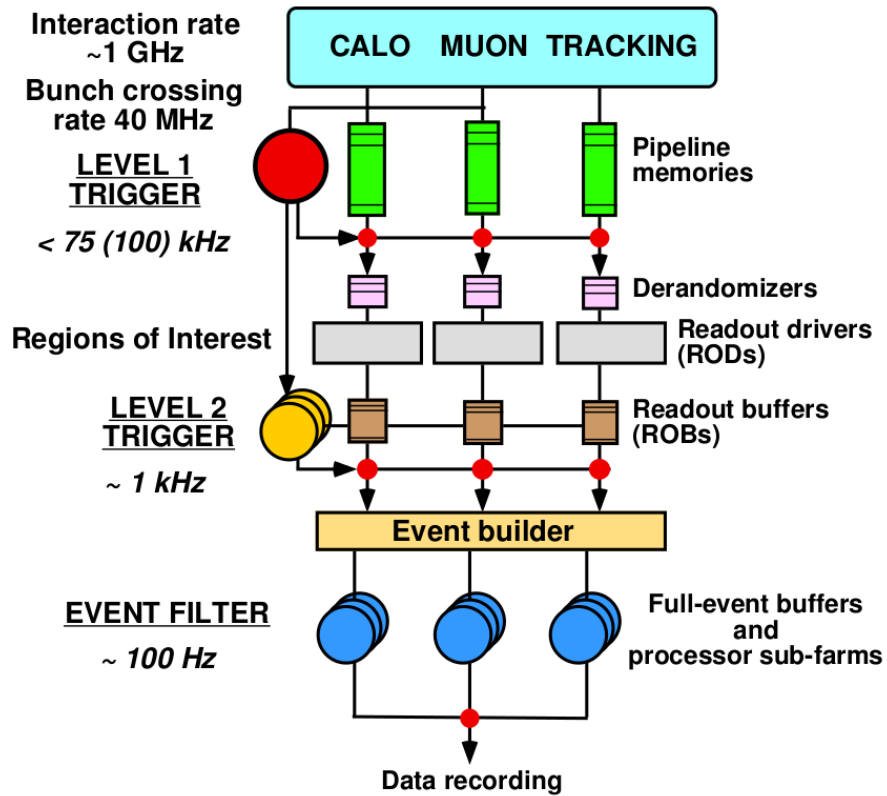 Interaction rate
~1 GHz
CALO MUON TRACKING
Bunch crossing
rate 40 MHz
LEVEL 1
TRIGGER
Pipeline
memories
< 75 (100) kHz
Derandomizers
Regions of Interest
Readout drivers
(RODs)
LEVEL 2
TRIGGER
Readout buffers
(ROBs)
~ 1 kHz
Event builder
EVENT FILTER
~ 100 Hz
Full-event buffers
and
processor sub-farms
Data recording